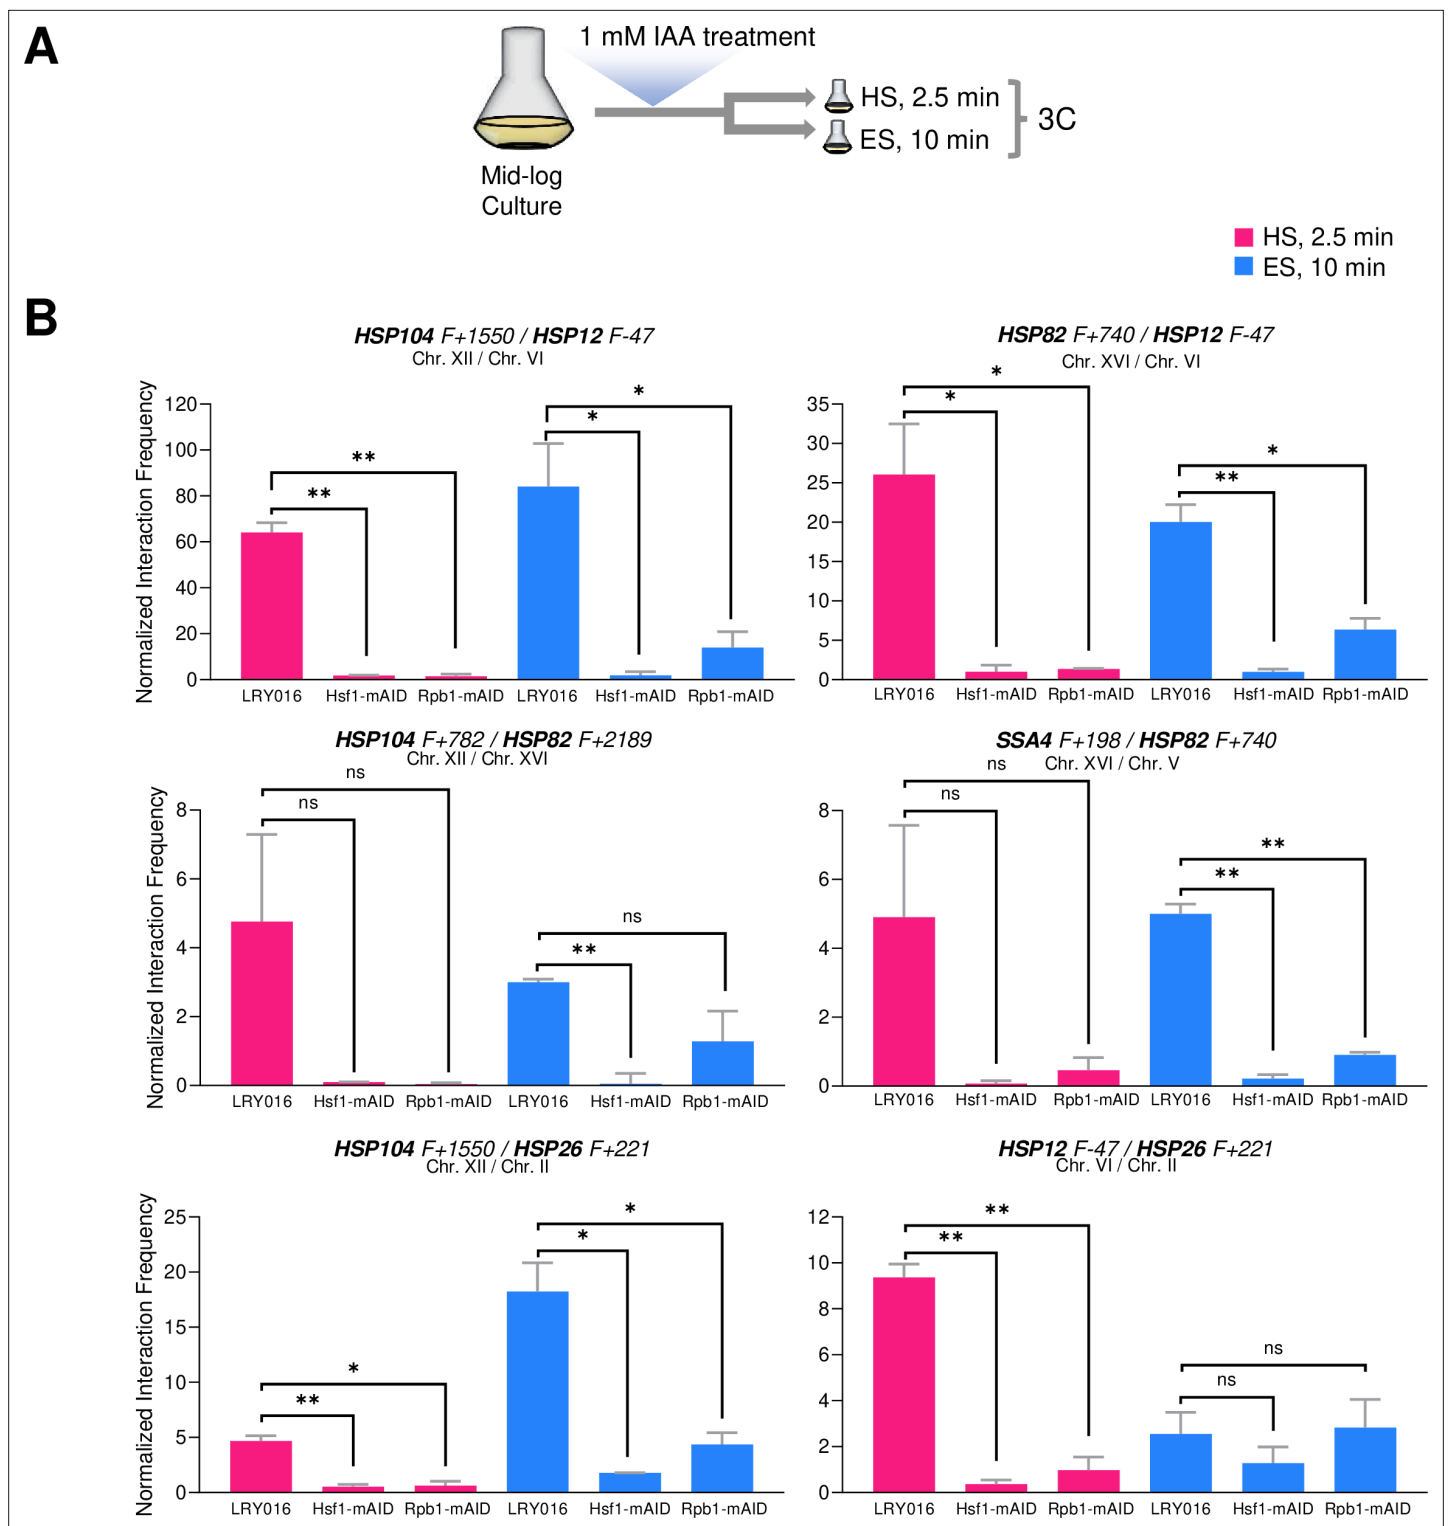 A
1 mM IAA treatment
HS, 2.5 min
ES, 10 min
3C
Mid-log
Culture
HS, 2.5 min
ES, 10 min
B
HSP104 F+1550 / HSP12 F-47
Chr. XII / Chr. VI
Normalized Interaction Frequency
120
100
80
60
40
20
0
**
**
*
*
LRY016 Hsf1-mAID Rpb1-mAID LRY016 Hsf1-mAID Rpb1-mAID
HSP82 F+740 / HSP12 F-47
Chr. XVI / Chr. VI
35
30
25
20
15
10
5
0
*
*
*
**
LRY016 Hsf1-mAID Rpb1-mAID LRY016 Hsf1-mAID Rpb1-mAID
HSP104 F+782 / HSP82 F+2189
Chr. XII / Chr. XVI
Normalized Interaction Frequency
8
6
4
2
0
ns
ns
ns
**
LRY016 Hsf1-mAID Rpb1-mAID LRY016 Hsf1-mAID Rpb1-mAID
SSA4 F+198 / HSP82 F+740
Chr. XVI / Chr. V
8
6
4
2
0
ns
ns
**
**
LRY016 Hsf1-mAID Rpb1-mAID LRY016 Hsf1-mAID Rpb1-mAID
HSP104 F+1550 / HSP26 F+221
Chr. XII / Chr. II
Normalized Interaction Frequency
25
20
15
10
5
0
*
**
*
*
LRY016 Hsf1-mAID Rpb1-mAID LRY016 Hsf1-mAID Rpb1-mAID
HSP12 F-47 / HSP26 F+221
Chr. VI / Chr. II
12
10
8
6
4
2
0
**
**
ns
ns
LRY016 Hsf1-mAID Rpb1-mAID LRY016 Hsf1-mAID Rpb1-mAID